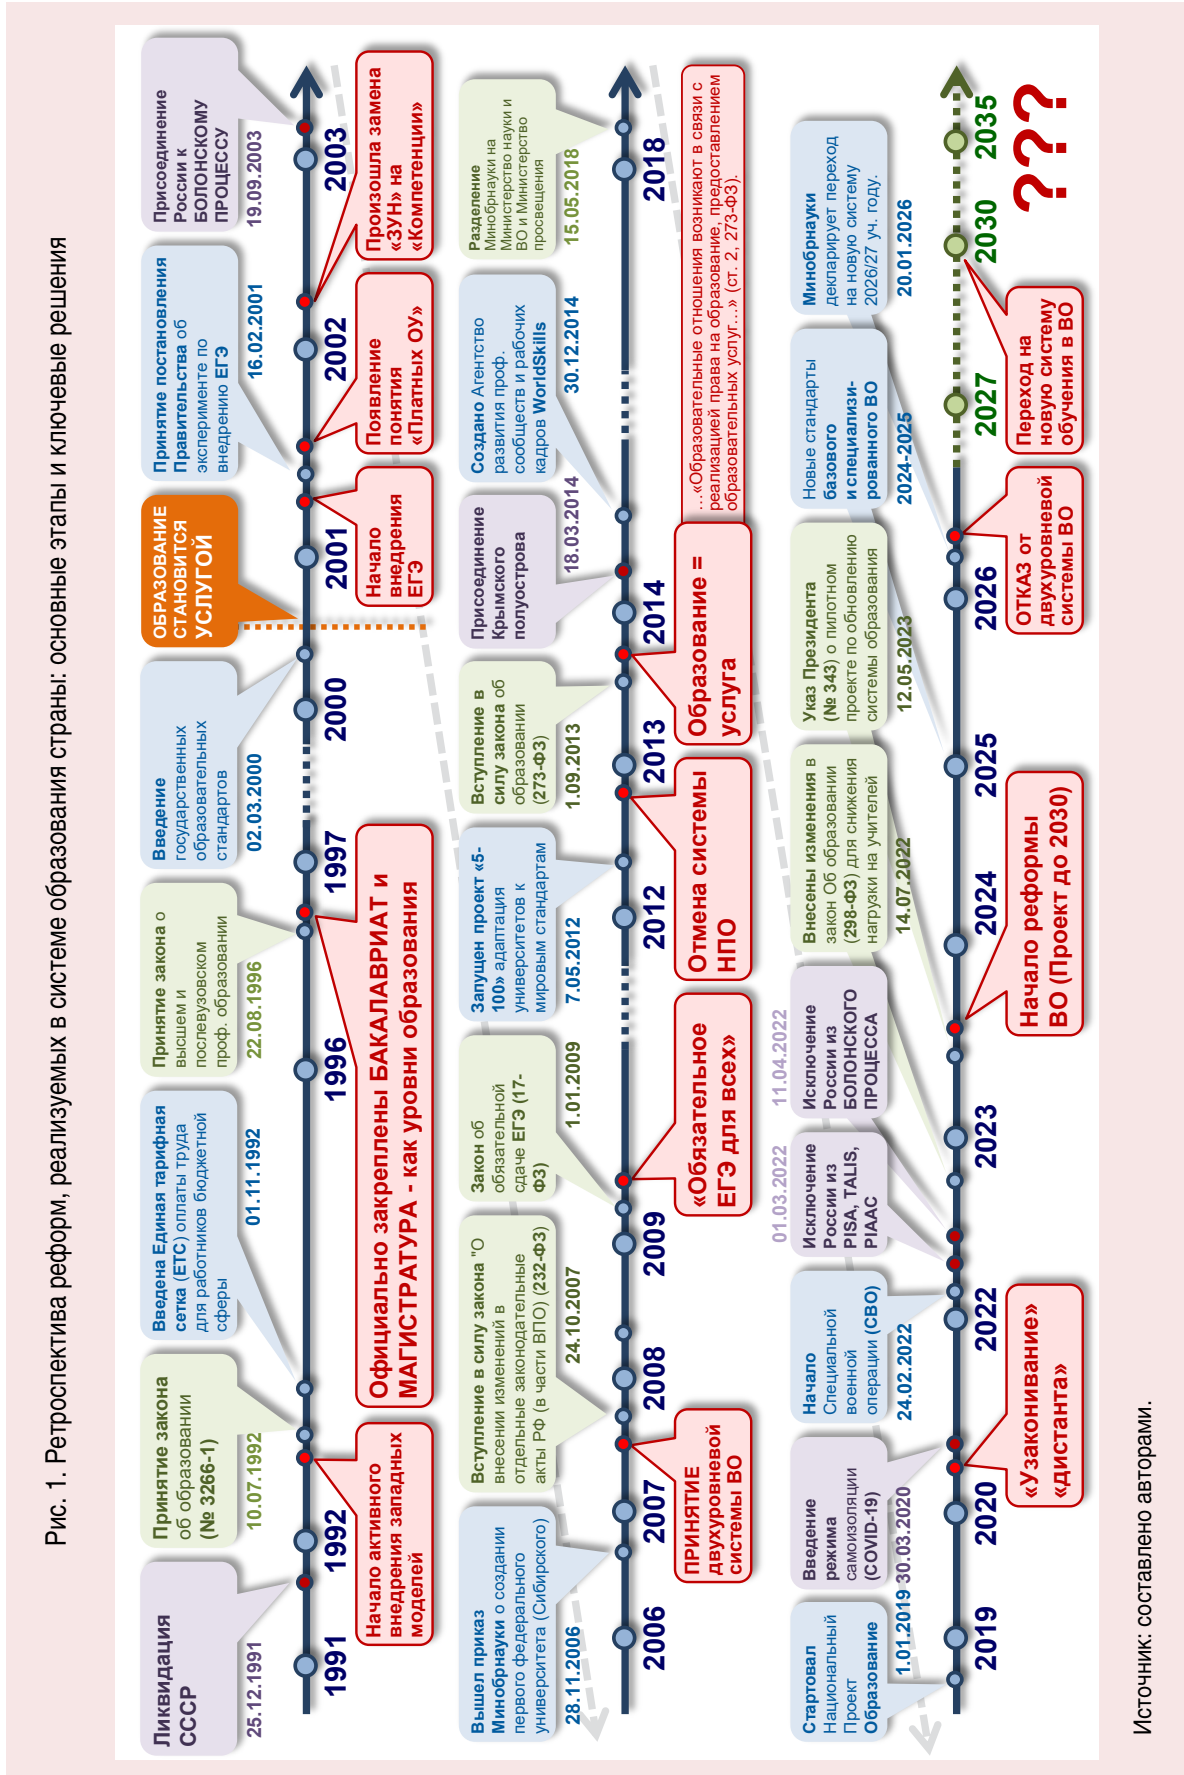 Рис. 1. Ретроспектива реформ, реализуемых в системе образования страны: основные этапы и ключевые решения
Ликвидация
СССР
25.12.1991
Принятие закона
об образовании
(№ 3266-1)
10.07.1992
Введена Единая тарифная
сетка (ЕТС) оплаты труда
для работников бюджетной
сферы
01.11.1992
Принятие закона о
высшем и
послевузовском
проф. образовании
22.08.1996
Введение
государственных
образовательных
стандартов
02.03.2000
ОБРАЗОВАНИЕ
СТАНОВИТСЯ
УСЛУГОЙ
Принятие постановления
Правительства об
эксперименте по
внедрению ЕГЭ
16.02.2001
Присоединение
России к
БОЛОНСКОМУ
ПРОЦЕССУ
19.09.2003
1991
1992
1996
1997
2000
2001
2002
2003
Начало активного
внедрения западных
моделей
Официально закреплены БАКАЛАВРИАТ и
МАГИСТРАТУРА - как уровни образования
Начало
внедрения
ЕГЭ
Появление
понятия
«Платных ОУ»
Произошла замена
«ЗУН» на
«Компетенции»
Вышел приказ
Минобрнауки о создании
первого федерального
университета (Сибирского)
28.11.2006
Вступление в силу закона "О
внесении изменений в
отдельные законодательные
акты РФ (в части ВПО) (232-ФЗ)
24.10.2007
Закон об
обязательной
сдаче ЕГЭ (17-
ФЗ)
1.01.2009
Запущен проект «5-
100» адаптация
университетов к
мировым стандартам
7.05.2012
Вступление в
силу закона об
образовании
(273-ФЗ)
1.09.2013
Присоединение
Крымского
полуострова
18.03.2014
Создано Агентство
развития проф.
сообществ и рабочих
кадров WorldSkills
30.12.2014
Разделение
Минобрнауки на
Министерство науки и
ВО и Министерство
просвещения
15.05.2018
2006
2007
2008
2009
2012
2013
2014
2018
ПРИНЯТИЕ
двухуровневой
системы ВО
«Обязательное
ЕГЭ для всех»
Отмена системы
НПО
Образование =
услуга
…«Образовательные отношения возникают в связи с
реализацией права на образование, предоставлением
образовательных услуг…» (ст. 2, 273-ФЗ).
Стартовал
Национальный
Проект
Образование
1.01.2019
Введение
режима
самоизоляции
(COVID-19)
30.03.2020
Начало
Специальной
военной
операции (СВО)
24.02.2022
01.03.2022
Исключение
России из
PISA, TALIS,
PIAAC
11.04.2022
Исключение
России из
БОЛОНСКОГО
ПРОЦЕССА
Внесены изменения в
закон Об образовании
(298-ФЗ) для снижения
нагрузки на учителей
14.07.2022
Указ Президента
(№ 343) о пилотном
проекте по обновлению
системы образования
12.05.2023
Новые стандарты
базового
и специализи-
рованного ВО
2024-2025
Минобрнауки
декларирует переход
на новую систему
2026/27 уч. году.
20.01.2026
2019
2020
2022
2023
2024
2025
2026
2027
2030
2035
«Узаконивание»
«дистанта»
Начало реформы
ВО (Проект до 2030)
ОТКАЗ от
двухуровневой
системы ВО
Переход на
новую систему
обучения в ВО
???
Источник: составлено авторами.